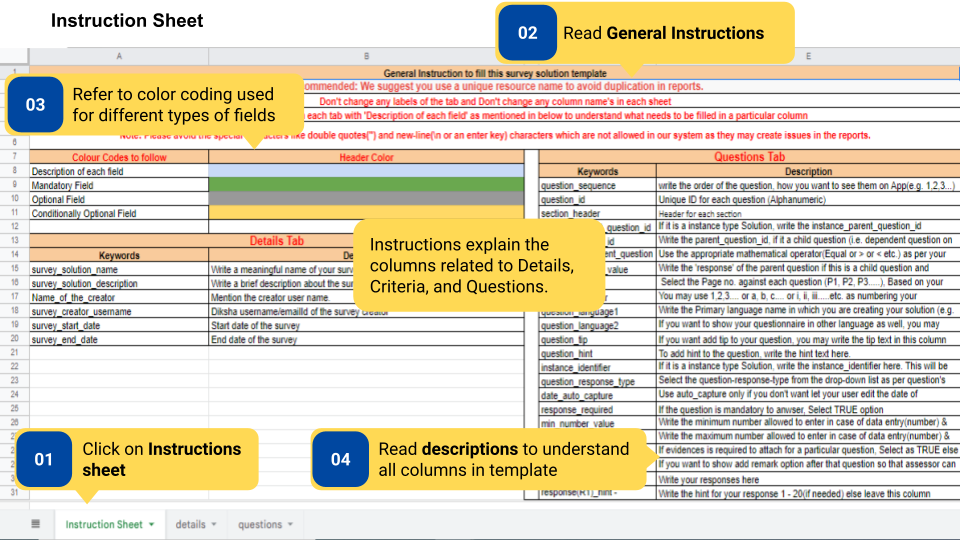 Instruction Sheet
02 Read General Instructions
A B E
1 General Instruction to fill this survey solution template
ommended: We suggest you use a unique resource name to avoid duplication in reports.
Don't change any labels of the tab and Don't change any column name's in each sheet
each tab with 'Description of each field' as mentioned in below to understand what needs to be filled in a particular column
Note: Please avoid the special characters like double quotes(") and new-line(\n or an enter key) characters which are not allowed in our system as they may create issues in the reports.
03 Refer to color coding used
for different types of fields
6
7 Colour Codes to follow Header Color Questions Tab
8 Description of each field Keywords Description
9 Mandatory Field question_sequence write the order of the question, how you want to see them on App(e.g. 1,2,3...)
10 Optional Field question_id Unique ID for each question (Alphanumeric)
11 Conditionally Optional Field section_header Header for each section
12 _question_id If it is a instance type Solution, write the instance_parent_question_id
13 Details Tab _id Write the parent_question_id, if it a child question (i.e. dependent question on
14 Keywords De ent_question Use the appropriate mathematical operator(Equal or > or < etc.) as per your
15 survey_solution_name Write a meaningful name of your surv _value Write the 'response' of the parent question if this is a child question and
16 survey_solution_description Write a brief description about the sur Select the Page no. against each question (P1, P2, P3.....), Based on your
17 Name_of_the_creator Mention the creator user name. You may use 1,2,3.... or a, b, c.... or i, ii, iii.....etc. as numbering your
18 survey_creator_username Diksha username/emailId of the survey creator question_language1 Write the Primary language name in which you are creating your solution (e.g.
19 survey_start_date Start date of the survey question_language2 If you want to show your questionnaire in other language as well, you may
20 survey_end_date End date of the survey question_tip If you want add tip to your question, you may write the tip text in this column
21 question_hint To add hint to the question, write the hint text here.
22 instance_identifier If it is a instance type Solution, write the instance_identifier here. This will be
23 question_response_type Select the question-response-type from the drop-down list as per question's
24 date_auto_capture Use auto_capture only if you don't want let your user edit the date of
25 response_required If the question is mandatory to anwser, Select TRUE option
26 min_number_value Write the minimum number allowed to enter in case of data entry(number) &
Write the maximum number allowed to enter in case of data entry(number) &
If evidences is required to attach for a particular question, Select as TRUE else
If you want to show add remark option after that question so that assessor can
Write your responses here
31 response(R1)_hint - Write the hint for your response 1 - 20(if needed) else leave this column
Instructions explain the
columns related to Details,
Criteria, and Questions.
01 Click on Instructions
sheet
04 Read descriptions to understand
all columns in template
Instruction Sheet details questions